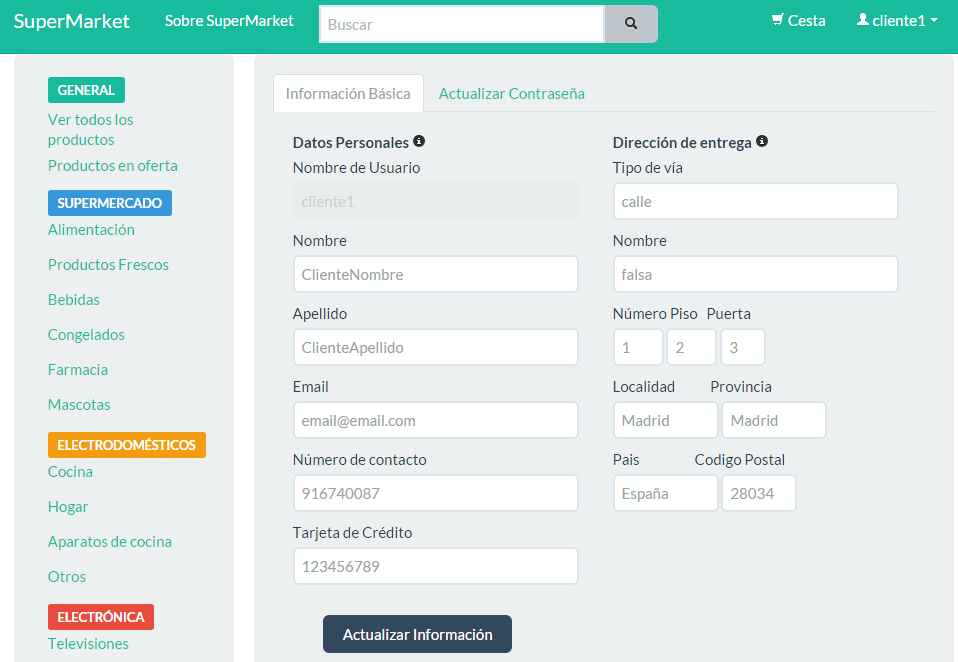 SuperMarket Sobre SuperMarket Buscar Cesta cliente1
GENERAL
Ver todos los
productos
Productos en oferta
SUPERMERCADO
Alimentación
Productos Frescos
Bebidas
Congelados
Farmacia
Mascotas
ELECTRODOMÉSTICOS
Cocina
Hogar
Aparatos de cocina
Otros
ELECTRÓNICA
Televisiones
Información Básica Actualizar Contraseña
Datos Personales
Nombre de Usuario
cliente1
Nombre
ClienteNombre
Apellido
ClienteApellido
Email
email@email.com
Número de contacto
916740087
Tarjeta de Crédito
123456789
Dirección de entrega
Tipo de vía
calle
Nombre
falsa
Número Piso Puerta
1 2 3
Localidad Provincia
Madrid Madrid
Pais Codigo Postal
España 28034
Actualizar Información